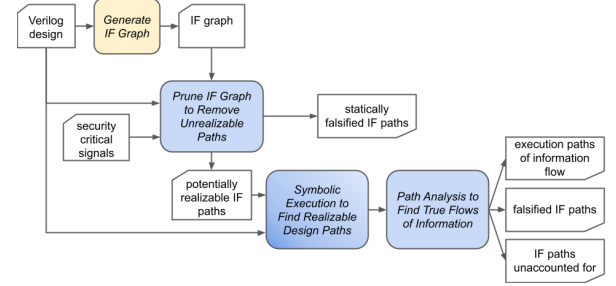 Verilog
design
Generate
IF Graph
IF graph
Prune IF Graph
to Remove
Unrealizable
Paths
statically
falsified IF paths
security
critical
signals
potentially
realizable IF
paths
Symbolic
Execution to
Find Realizable
Design Paths
Path Analysis to
Find True Flows
of Information
execution paths
of information
flow
falsified IF paths
IF paths
unaccounted for